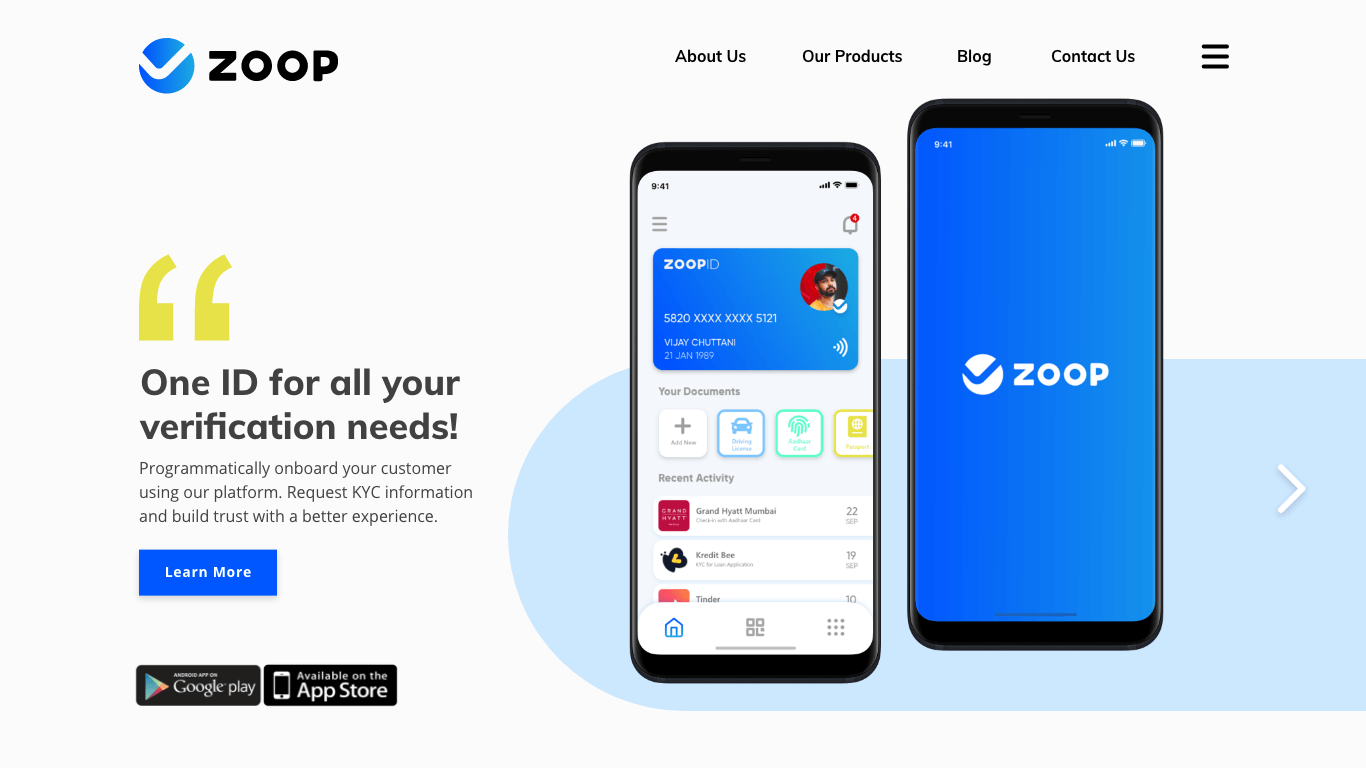 ZOOP
About Us
Our Products
Blog
Contact Us
“
One ID for all your
verification needs!
Programmatically onboard your customer
using our platform. Request KYC information
and build trust with a better experience.
Learn More
ANDROID APP ON
Google play
Available on the
App Store
9:41
4
ZOOPID
5820 XXXX XXXX 5121
VIJAY CHUTTANI
21 JAN 1989
Your Documents
Add New
Driving
License
Aadhaar
Card
Passport
Recent Activity
GRAND
HYATT
Grand Hyatt Mumbai
Check-in with Aadhaar Card
22
SEP
Kredit Bee
KYC for Loan Application
19
SEP
Tinder
10
9:41
ZOOP